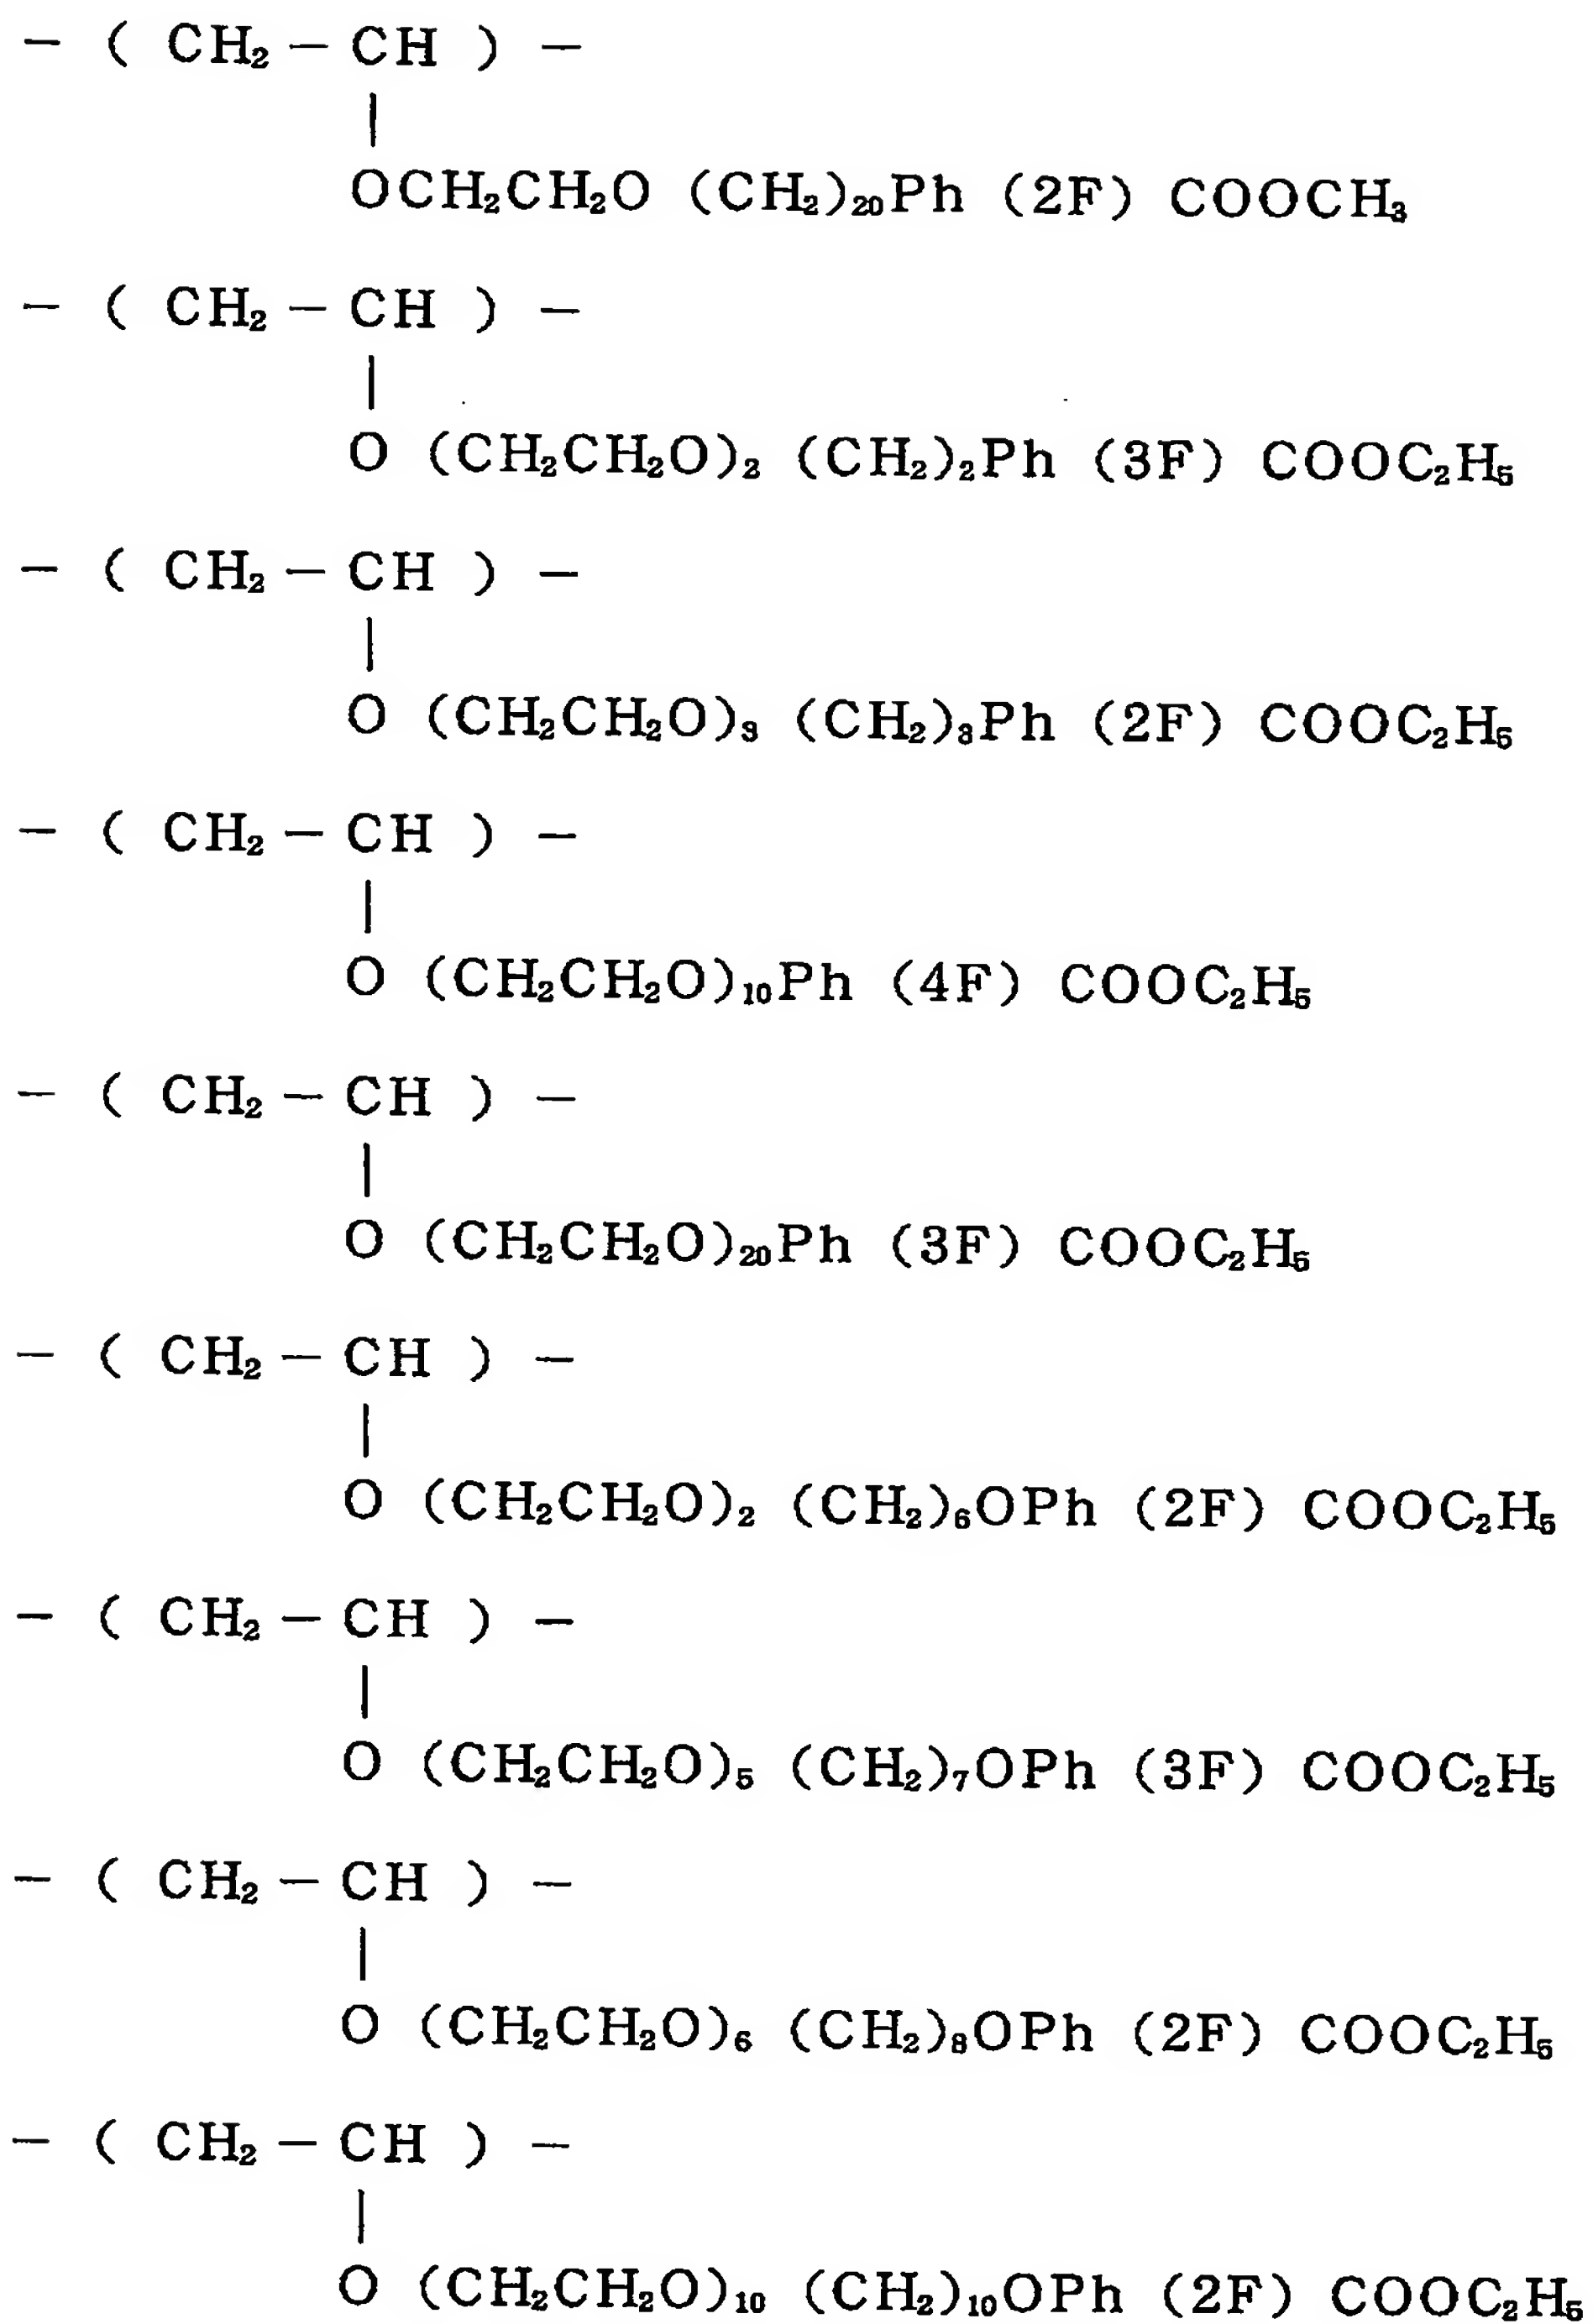 — ( CH₂ — CH ) —
|
OCH₂CH₂O (CH₂)₂₀Ph (2F) COOCH₃
— ( CH₂ — CH ) —
|
O (CH₂CH₂O)₂ (CH₂)₂Ph (3F) COOC₂H₅
— ( CH₂ — CH ) —
|
O (CH₂CH₂O)₃ (CH₂)₃Ph (2F) COOC₂H₅
— ( CH₂ — CH ) —
|
O (CH₂CH₂O)₁₀Ph (4F) COOC₂H₅
— ( CH₂ — CH ) —
|
O (CH₂CH₂O)₂₀Ph (3F) COOC₂H₅
— ( CH₂ — CH ) —
|
O (CH₂CH₂O)₂ (CH₂)₆OPh (2F) COOC₂H₅
— ( CH₂ — CH ) —
|
O (CH₂CH₂O)₅ (CH₂)₇OPh (3F) COOC₂H₅
— ( CH₂ — CH ) —
|
O (CH₂CH₂O)₆ (CH₂)₈OPh (2F) COOC₂H₅
— ( CH₂ — CH ) —
|
O (CH₂CH₂O)₁₀ (CH₂)₁₀OPh (2F) COOC₂H₅